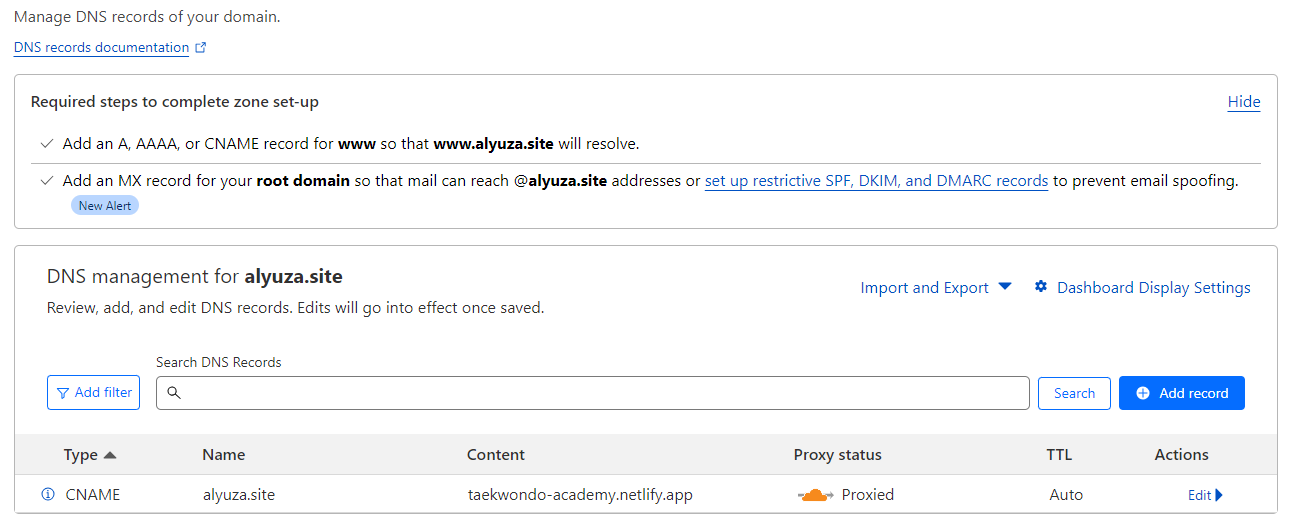 Manage DNS records of your domain.
DNS records documentation
Required steps to complete zone set-up
Hide
Add an A, AAAA, or CNAME record for www so that www.alyuza.site will resolve.
Add an MX record for your root domain so that mail can reach @alyuza.site addresses or set up restrictive SPF, DKIM, and DMARC records to prevent email spoofing.
New Alert
DNS management for alyuza.site
Review, add, and edit DNS records. Edits will go into effect once saved.
Import and Export
Dashboard Display Settings
Search DNS Records
Add filter
Search
Add record
Type Name Content Proxy status TTL Actions
CNAME alyuza.site taekwondo-academy.netlify.app Proxied Auto Edit